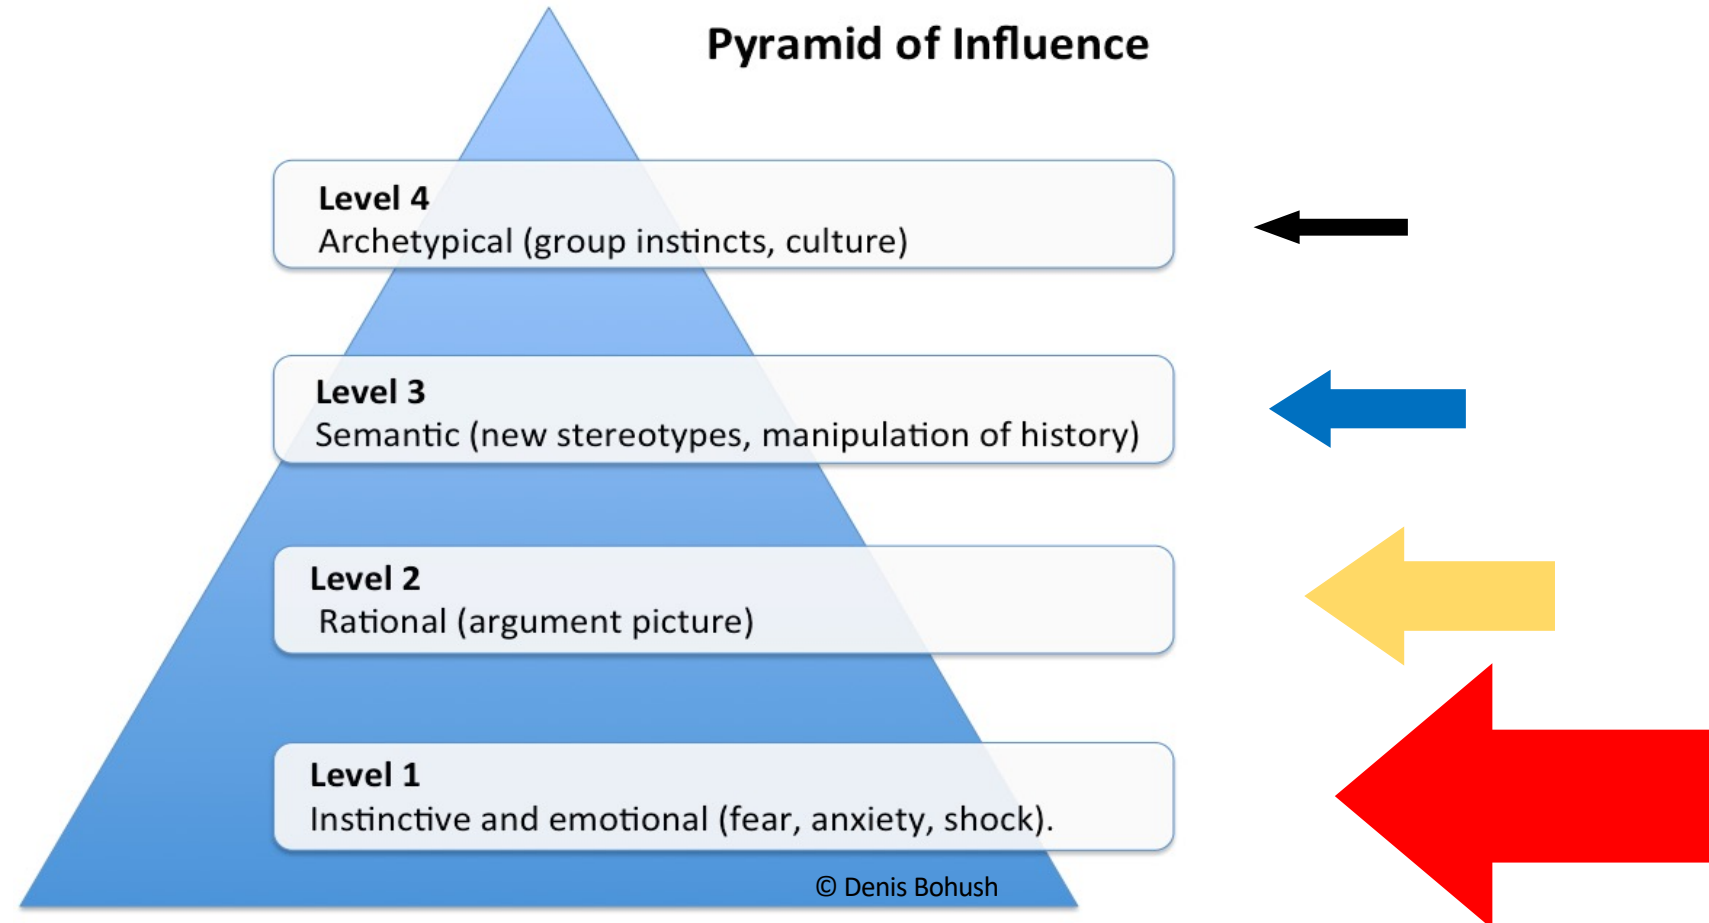 Pyramid of Influence
Level 4
Archetypical (group instincts, culture)
Level 3
Semantic (new stereotypes, manipulation of history)
Level 2
Rational (argument picture)
Level 1
Instinctive and emotional (fear, anxiety, shock).
© Denis Bohush